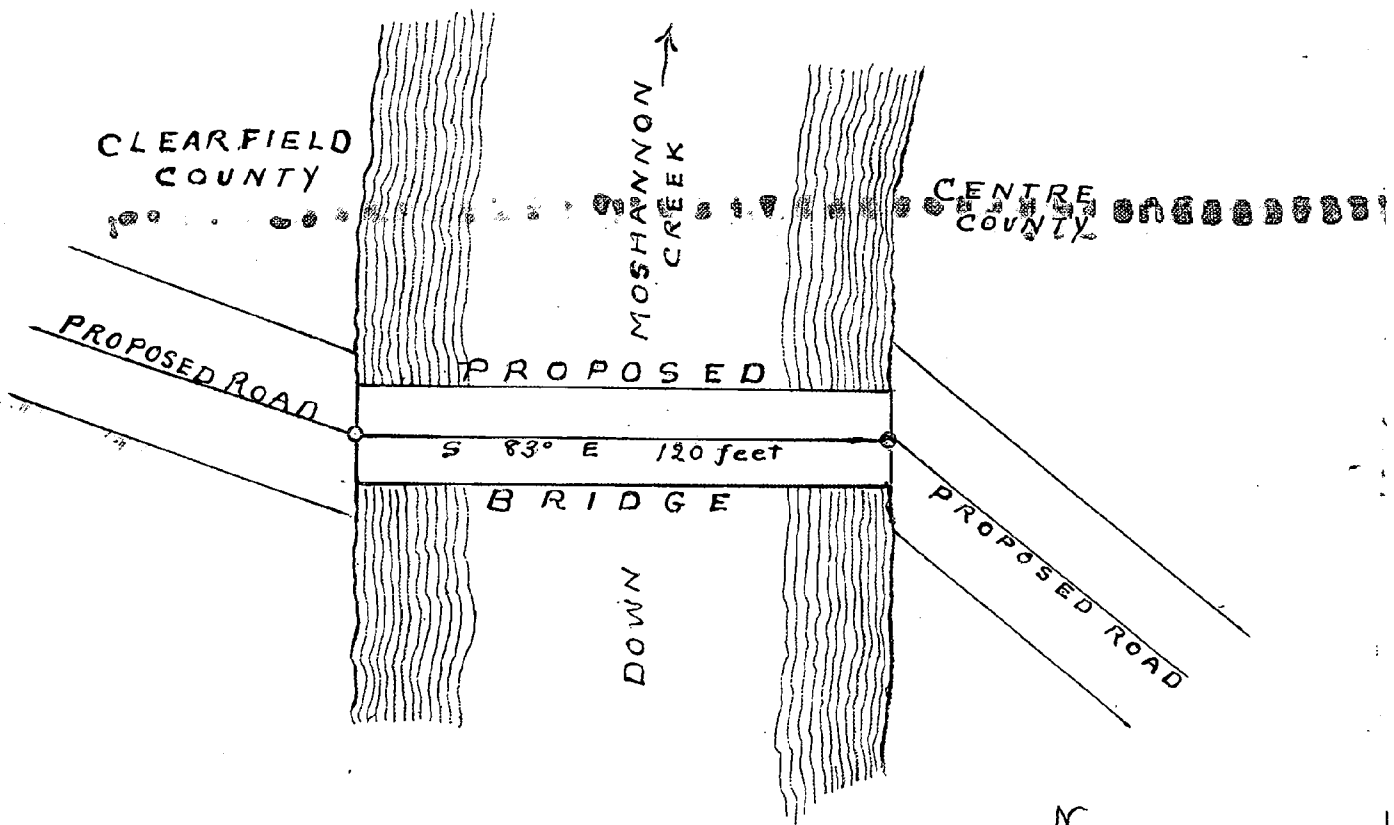 CLEARFIELD
COUNTY
MOSHANNON
CREEK
CENTRE
COUNTY
PROPOSED ROAD
PROPOSED
S 83° E 120 feet
BRIDGE
PROPOSED ROAD
DOWN
N